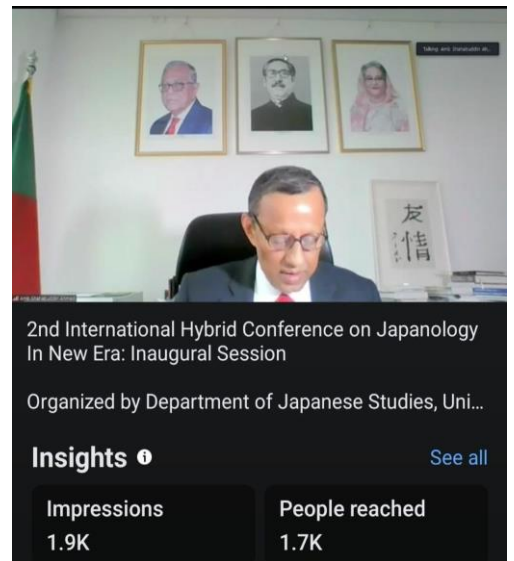 友
情
2nd International Hybrid Conference on Japanology
In New Era: Inaugural Session
Organized by Department of Japanese Studies, Uni...
Insights
See all
Impressions
People reached
1.9K
1.7K